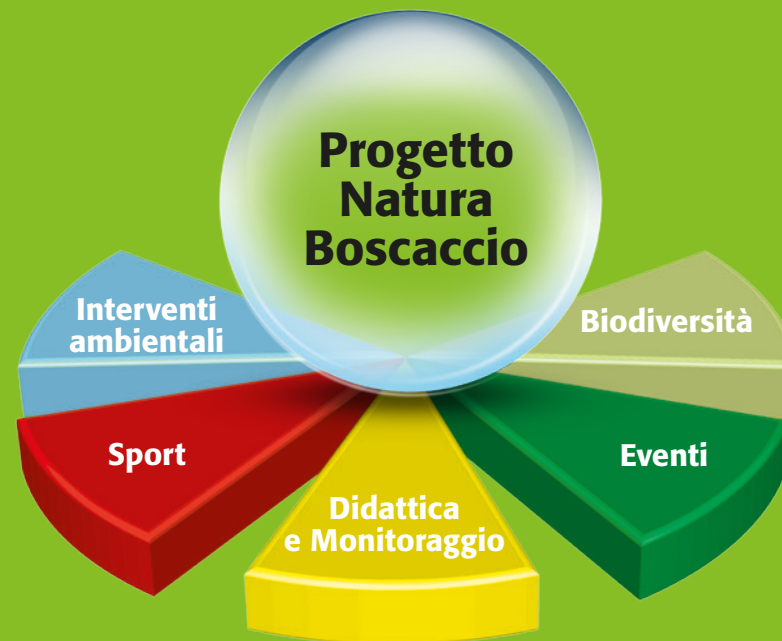 Progetto
Natura
Boscaccio
Interventi
ambientali
Biodiversità
Sport
Eventi
Didattica
e Monitoraggio